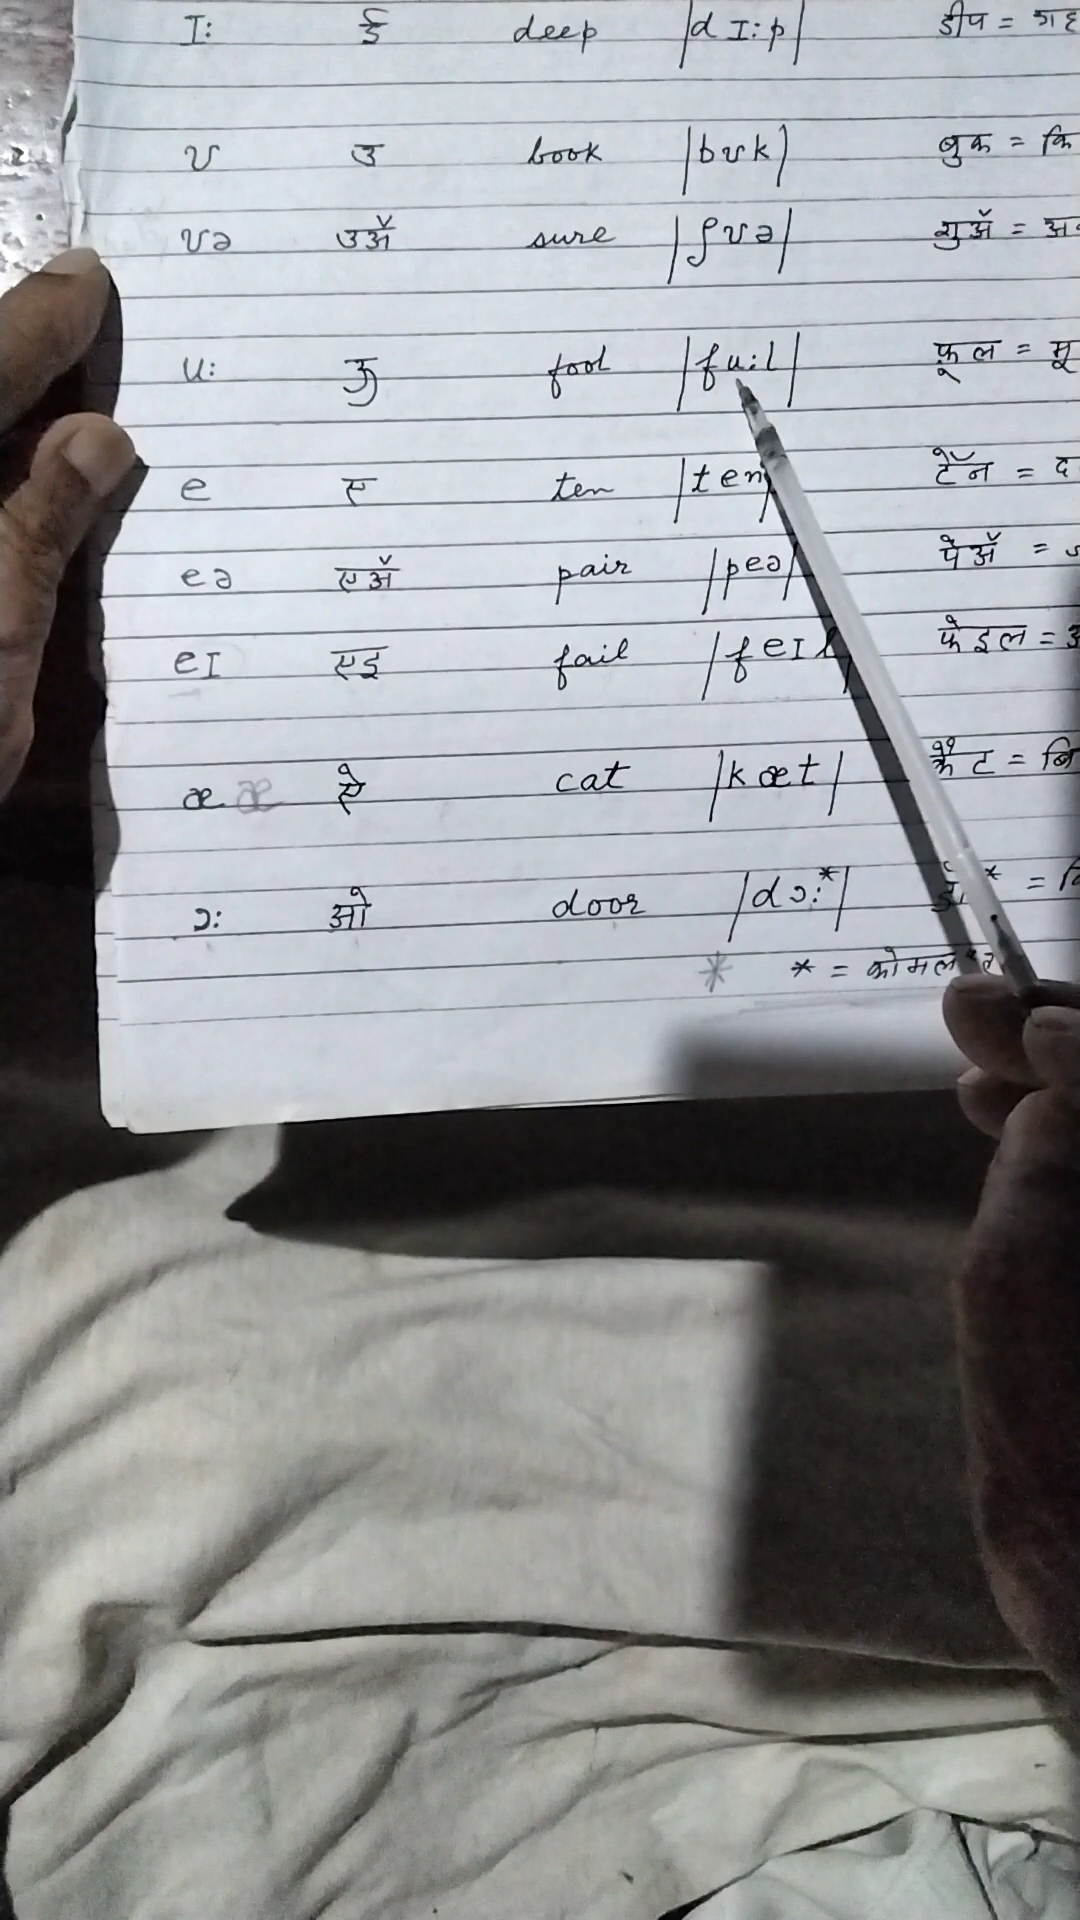 I: ई deep |d I: p| डीप =
ʊ उ book |bʊk| बुक =
ʊə उअॅ sure |ʃʊə| शुअॅ =
u: ऊ fool |fu:l| फ़ूल =
e ए ten |ten| टेॅन =
eə एअॅ pair |peə| पेअॅ =
eI एइ fail |feIl| फेइल =
æ æ ऐ cat |kæt| कैट =
ɔ: ओ door |dɔ:*| =
* * = कोमल